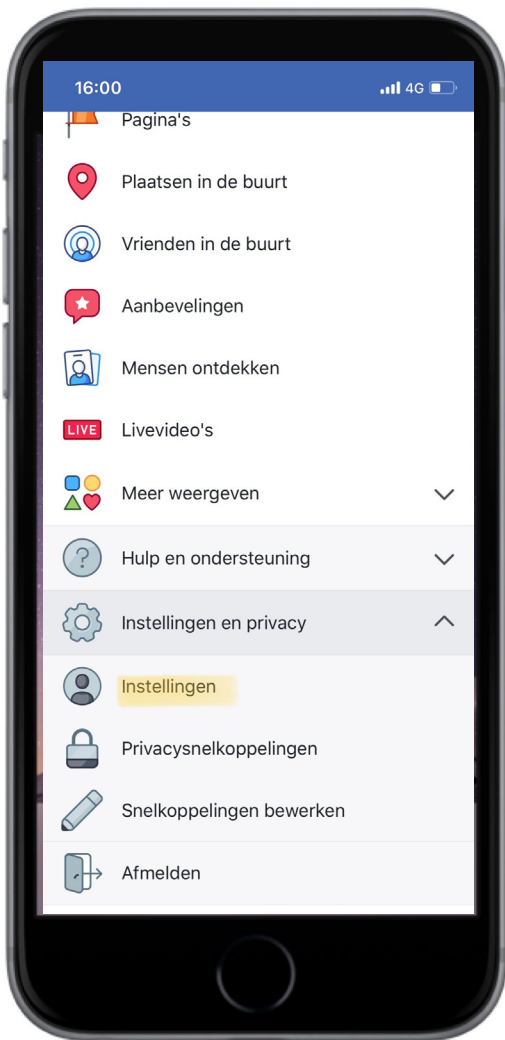 16:00
4G
Pagina's
Plaatsen in de buurt
Vrienden in de buurt
Aanbevelingen
Mensen ontdekken
LIVE Livevideo's
Meer weergeven
? Hulp en ondersteuning
Instellingen en privacy
Instellingen
Privacysnelkoppelingen
Snelkoppelingen bewerken
Afmelden